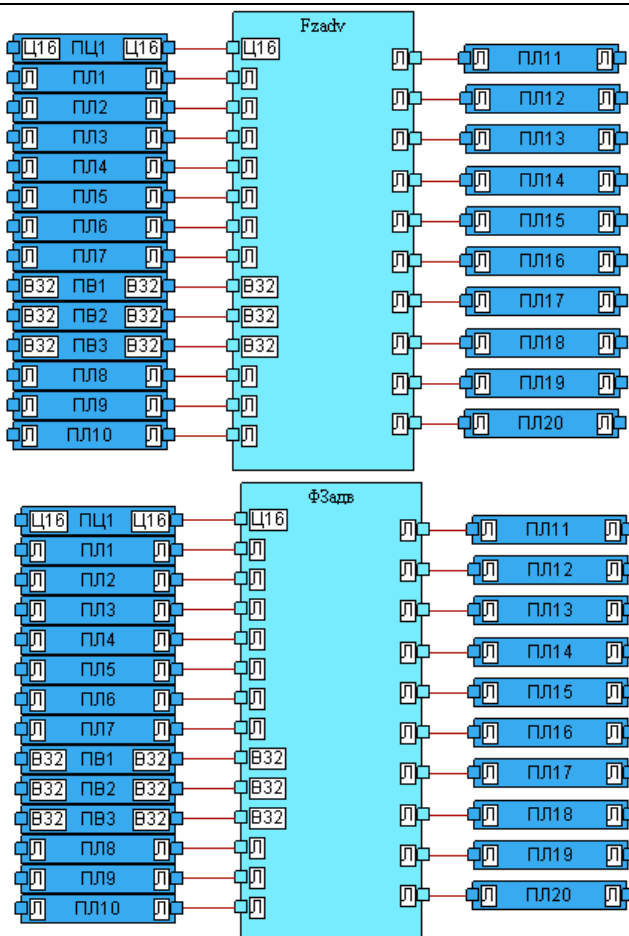 Fzadv
Ц16 ПЦ1 Ц16 Ц16
Л ПЛ11 Л
Л ПЛ1 Л Л
Л ПЛ2 Л Л
Л ПЛ12 Л
Л ПЛ3 Л Л
Л ПЛ13 Л
Л ПЛ4 Л Л
Л ПЛ14 Л
Л ПЛ5 Л Л
Л ПЛ15 Л
Л ПЛ6 Л Л
Л ПЛ16 Л
Л ПЛ7 Л Л
В32 ПВ1 В32 В32
Л ПЛ17 Л
В32 ПВ2 В32 В32
В32 ПВ3 В32 В32
Л ПЛ18 Л
Л ПЛ8 Л Л
Л ПЛ19 Л
Л ПЛ9 Л Л
Л ПЛ20 Л
Л ПЛ10 Л Л
ФЗадв
Ц16 ПЦ1 Ц16 Ц16
Л ПЛ11 Л
Л ПЛ1 Л Л
Л ПЛ2 Л Л
Л ПЛ12 Л
Л ПЛ3 Л Л
Л ПЛ13 Л
Л ПЛ4 Л Л
Л ПЛ14 Л
Л ПЛ5 Л Л
Л ПЛ15 Л
Л ПЛ6 Л Л
Л ПЛ16 Л
Л ПЛ7 Л Л
В32 ПВ1 В32 В32
Л ПЛ17 Л
В32 ПВ2 В32 В32
В32 ПВ3 В32 В32
Л ПЛ18 Л
Л ПЛ8 Л Л
Л ПЛ19 Л
Л ПЛ9 Л Л
Л ПЛ20 Л
Л ПЛ10 Л Л